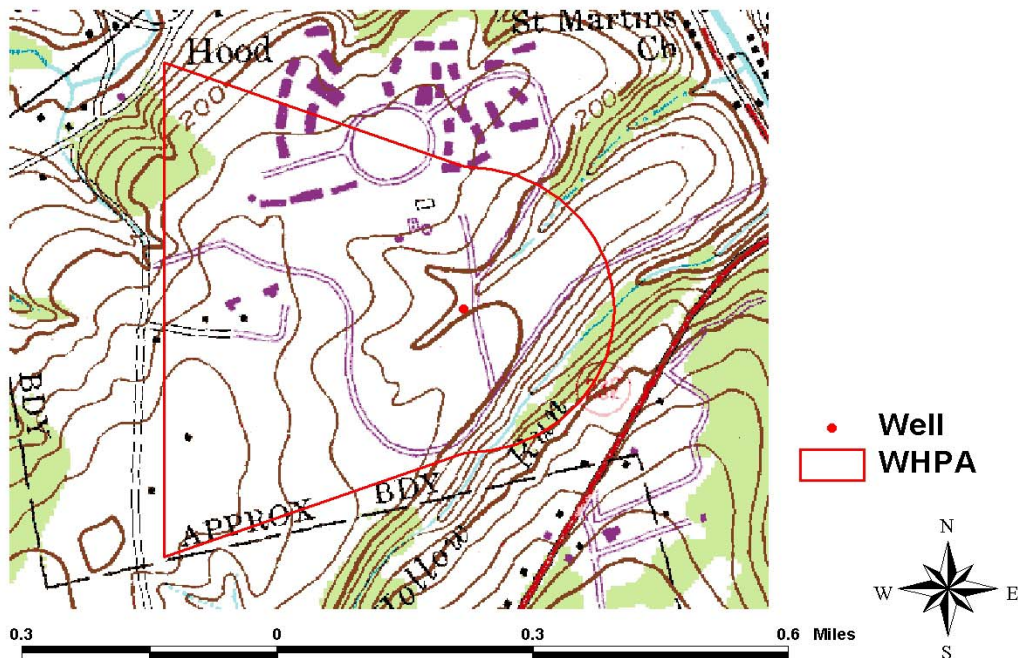 Hood
St Martins
Ch
200
200
BDY
Run
APPROX BDY
Hollow
Well
WHPA
N
W E
S
0.3 0 0.3 0.6 Miles